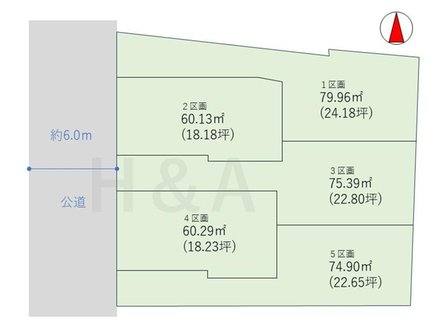 1区画
79.96㎡
(24.18坪)
2区画
60.13㎡
(18.18坪)
約6.0m
公道
3区画
75.39㎡
(22.80坪)
H&A
4区画
60.29㎡
(18.23坪)
5区画
74.90㎡
(22.65坪)